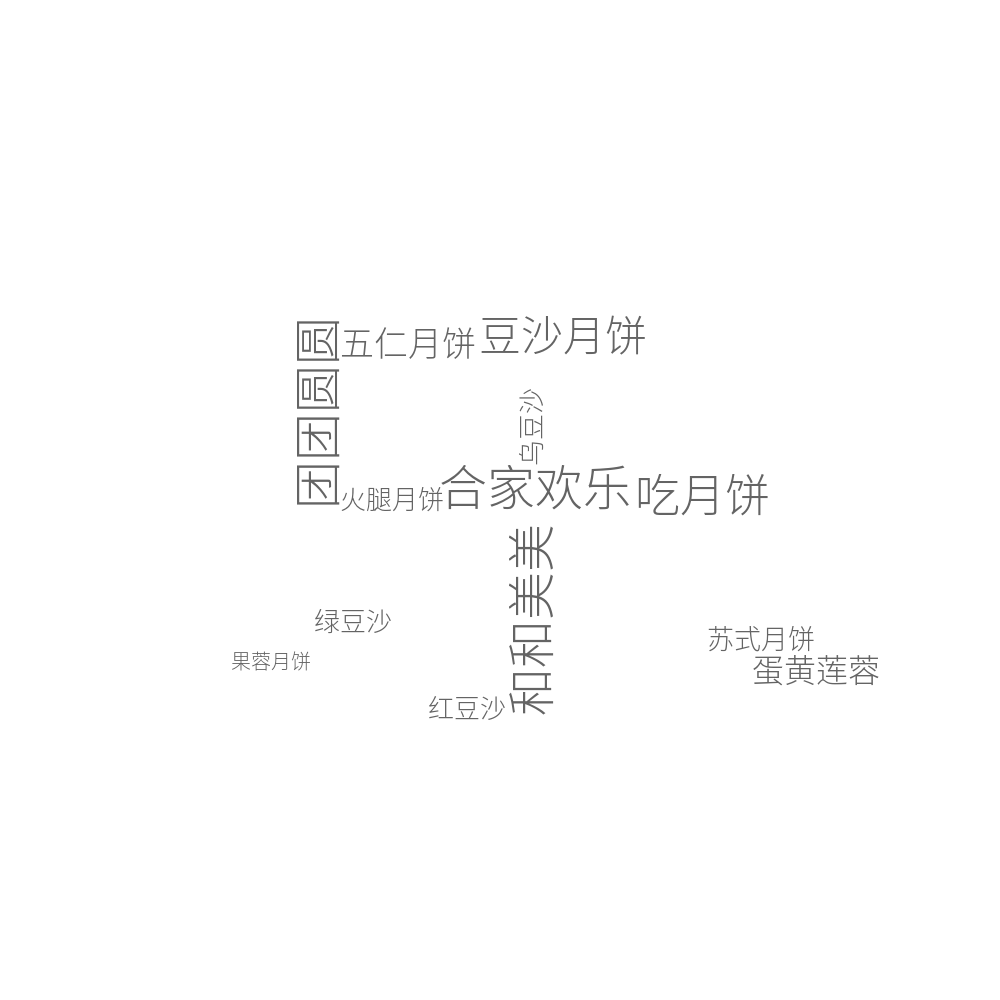 豆沙月饼
五仁月饼
团团圆圆
乌豆沙
合家欢乐
吃月饼
火腿月饼
和和美美
绿豆沙
苏式月饼
果蓉月饼
蛋黄莲蓉
红豆沙